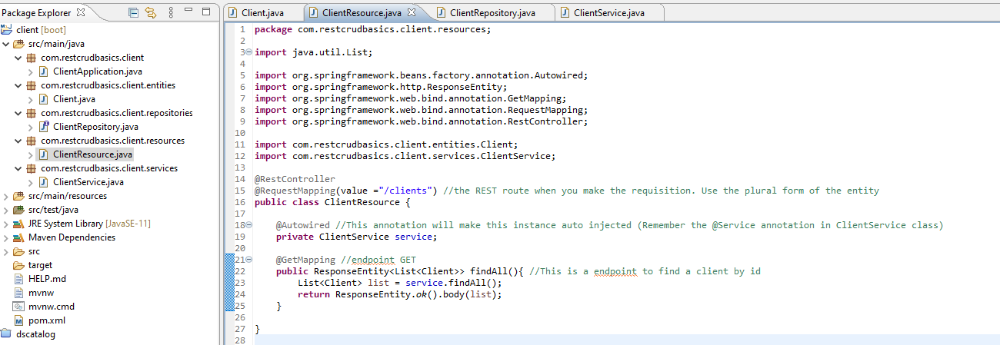 Package Explorer
client [boot]
src/main/java
com.restcrudbasics.client
ClientApplication.java
com.restcrudbasics.client.entities
Client.java
com.restcrudbasics.client.repositories
ClientRepository.java
com.restcrudbasics.client.resources
ClientResource.java
com.restcrudbasics.client.services
ClientService.java
src/main/resources
src/test/java
JRE System Library [JavaSE-11]
Maven Dependencies
src
target
HELP.md
mvnw
mvnw.cmd
pom.xml
dscatalog
Client.java ClientResource.java ClientRepository.java ClientService.java
1 package com.restcrudbasics.client.resources;
2
3 import java.util.List;
4
5 import org.springframework.beans.factory.annotation.Autowired;
6 import org.springframework.http.ResponseEntity;
7 import org.springframework.web.bind.annotation.GetMapping;
8 import org.springframework.web.bind.annotation.RequestMapping;
9 import org.springframework.web.bind.annotation.RestController;
10
11 import com.restcrudbasics.client.entities.Client;
12 import com.restcrudbasics.client.services.ClientService;
13
14 @RestController
15 @RequestMapping(value ="/clients") //the REST route when you make the requisition. Use the plural form of the entity
16 public class ClientResource {
17
18 @Autowired //This annotation will make this instance auto injected (Remember the @Service annotation in ClientService class)
19 private ClientService service;
20
21 @GetMapping //endpoint GET
22 public ResponseEntity<List<Client>> findAll(){ //This is a endpoint to find a client by id
23 List<Client> list = service.findAll();
24 return ResponseEntity.ok().body(list);
25 }
26
27 }
28